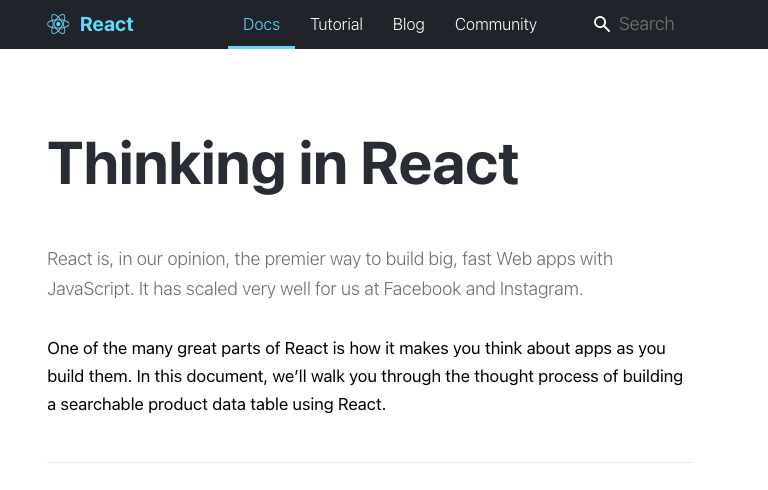 React Docs Tutorial Blog Community Search
Thinking in React
React is, in our opinion, the premier way to build big, fast Web apps with
JavaScript. It has scaled very well for us at Facebook and Instagram.
One of the many great parts of React is how it makes you think about apps as you
build them. In this document, we’ll walk you through the thought process of building
a searchable product data table using React.